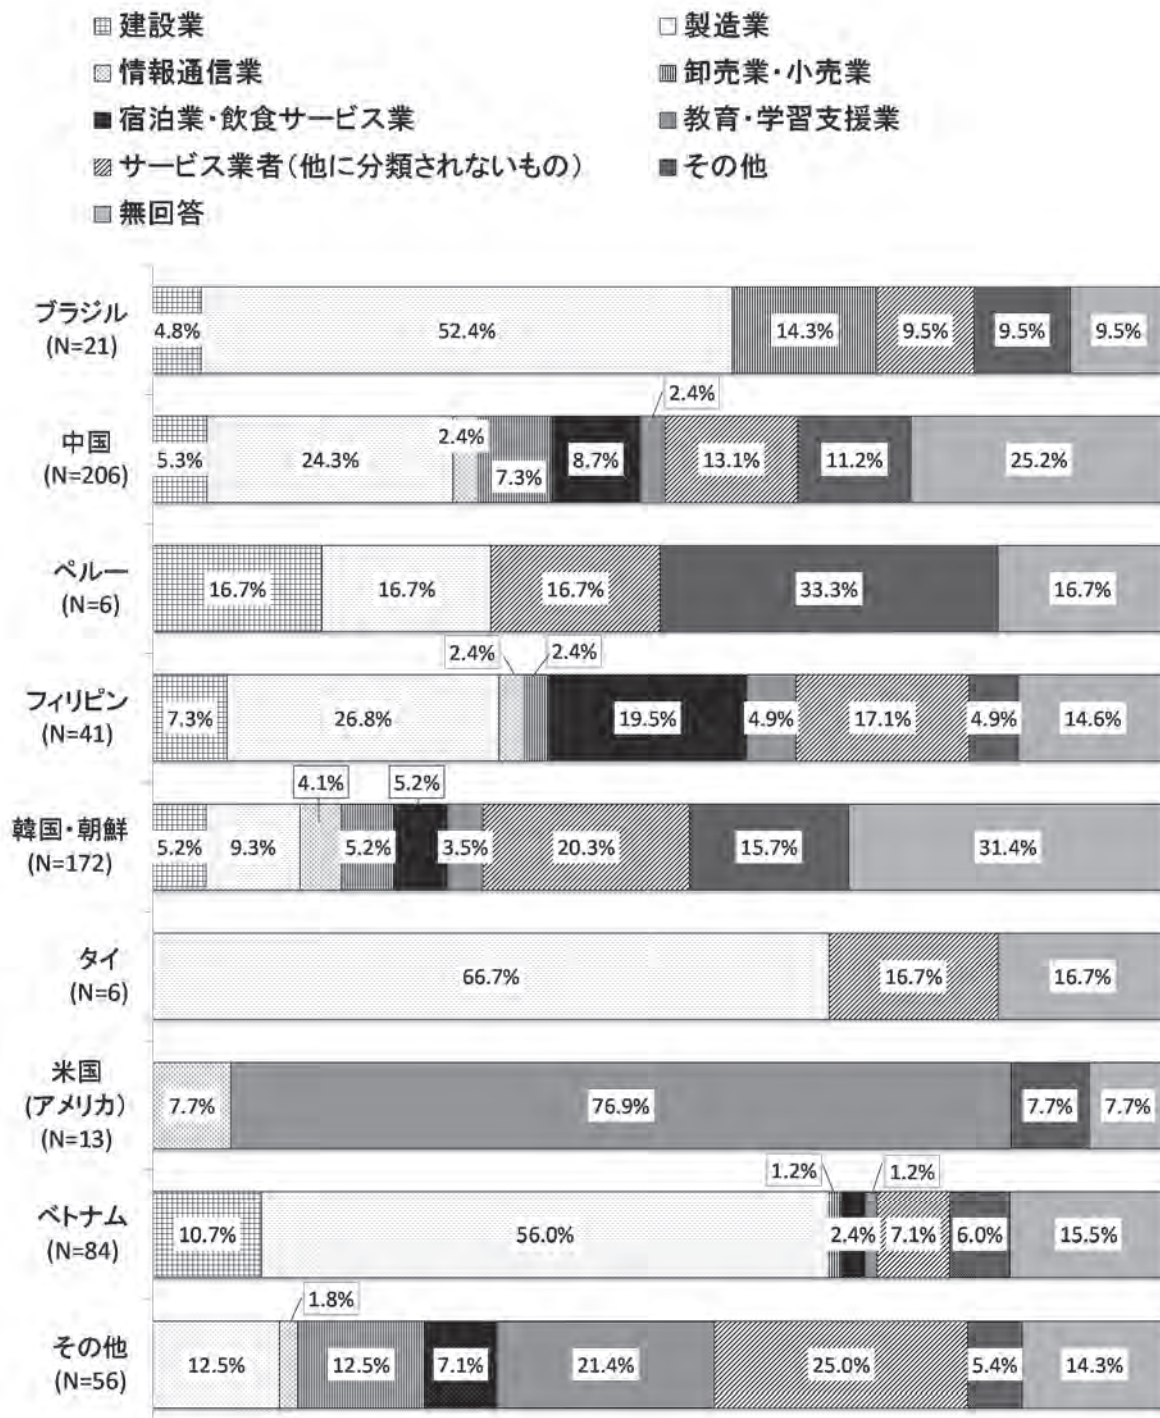 建設業
製造業
情報通信業
卸売業・小売業
宿泊業・飲食サービス業
教育・学習支援業
サービス業者(他に分類されないもの)
その他
無回答
ブラジル
(N=21)
4.8%
52.4%
14.3%
9.5%
9.5%
9.5%
中国
(N=206)
5.3%
24.3%
2.4%
7.3%
8.7%
2.4%
13.1%
11.2%
25.2%
ペルー
(N=6)
16.7%
16.7%
16.7%
33.3%
16.7%
フィリピン
(N=41)
7.3%
26.8%
2.4%
2.4%
19.5%
4.9%
17.1%
4.9%
14.6%
韓国・朝鮮
(N=172)
5.2%
9.3%
4.1%
5.2%
5.2%
3.5%
20.3%
15.7%
31.4%
タイ
(N=6)
66.7%
16.7%
16.7%
米国
(アメリカ)
(N=13)
7.7%
76.9%
7.7%
7.7%
ベトナム
(N=84)
10.7%
56.0%
1.2%
2.4%
1.2%
7.1%
6.0%
15.5%
その他
(N=56)
12.5%
1.8%
12.5%
7.1%
21.4%
25.0%
5.4%
14.3%